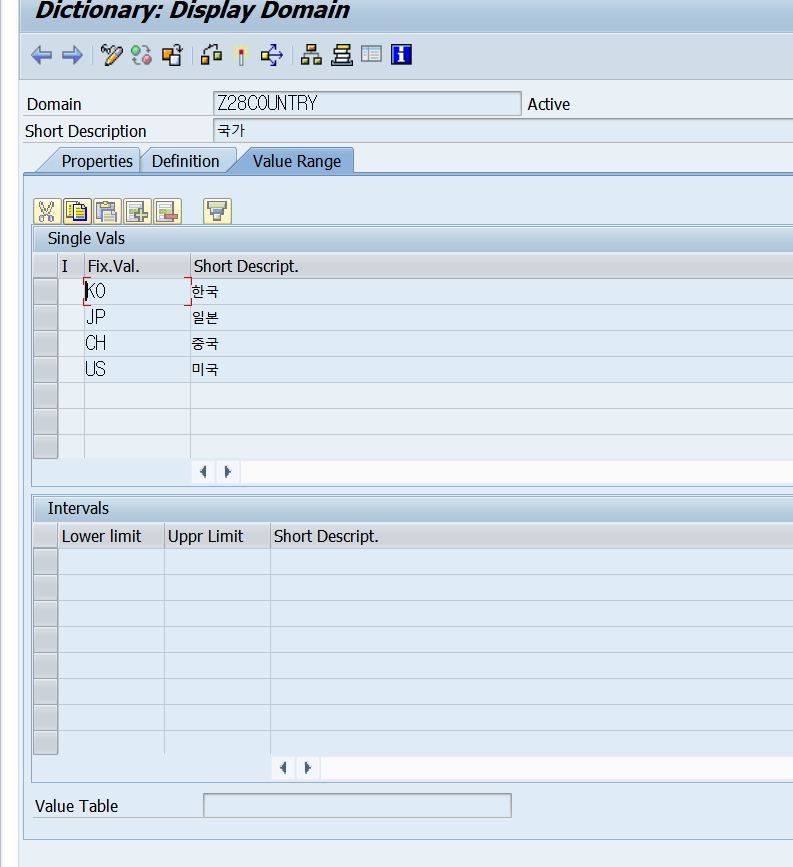 Dictionary: Display Domain
Domain Z28COUNTRY Active
Short Description 국가
Properties Definition Value Range
Single Vals
I Fix.Val. Short Descript.
KO 한국
JP 일본
CH 중국
US 미국
Intervals
Lower limit Uppr Limit Short Descript.
Value Table